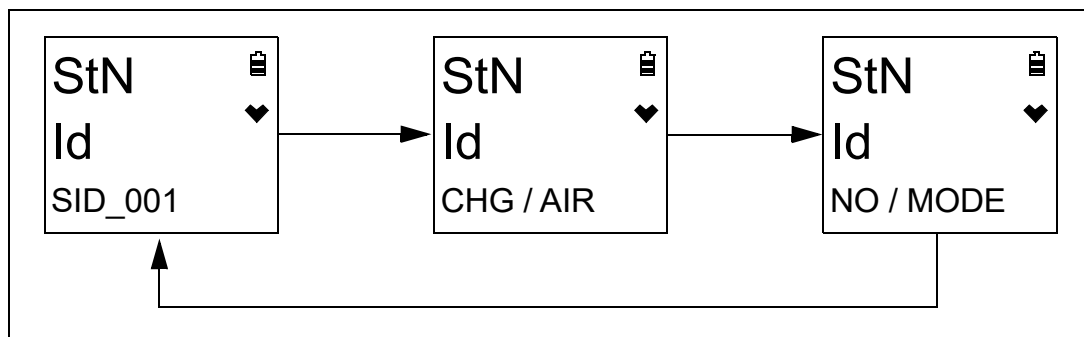 StN
Id
SID_001
StN
Id
CHG / AIR
StN
Id
NO / MODE